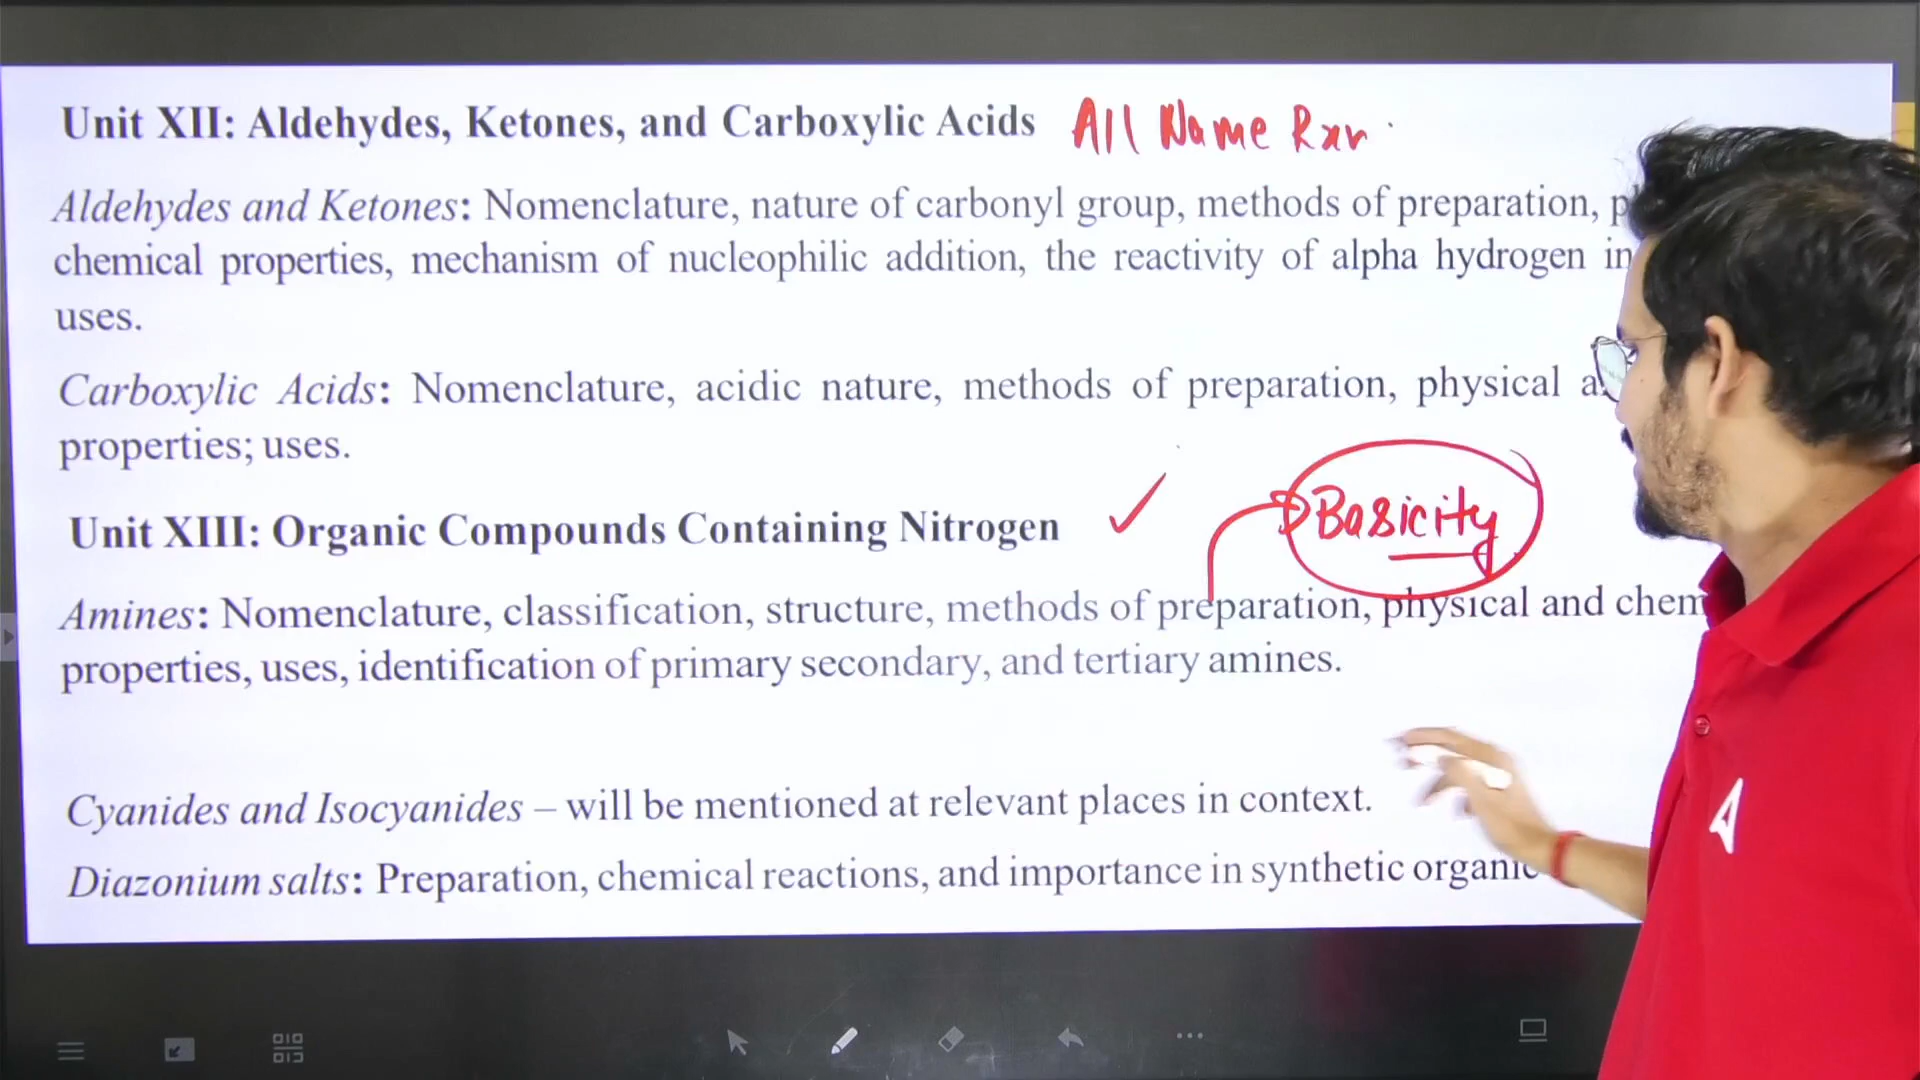 Unit XII: Aldehydes, Ketones, and Carboxylic Acids All Name Rxn
Aldehydes and Ketones: Nomenclature, nature of carbonyl group, methods of preparation,
chemical properties, mechanism of nucleophilic addition, the reactivity of alpha hydrogen in
uses.
Carboxylic Acids: Nomenclature, acidic nature, methods of preparation, physical
properties; uses.
Unit XIII: Organic Compounds Containing Nitrogen
Basicity
Amines: Nomenclature, classification, structure, methods of preparation, physical and chem
properties, uses, identification of primary secondary, and tertiary amines.
Cyanides and Isocyanides – will be mentioned at relevant places in context.
Diazonium salts: Preparation, chemical reactions, and importance in synthetic organic